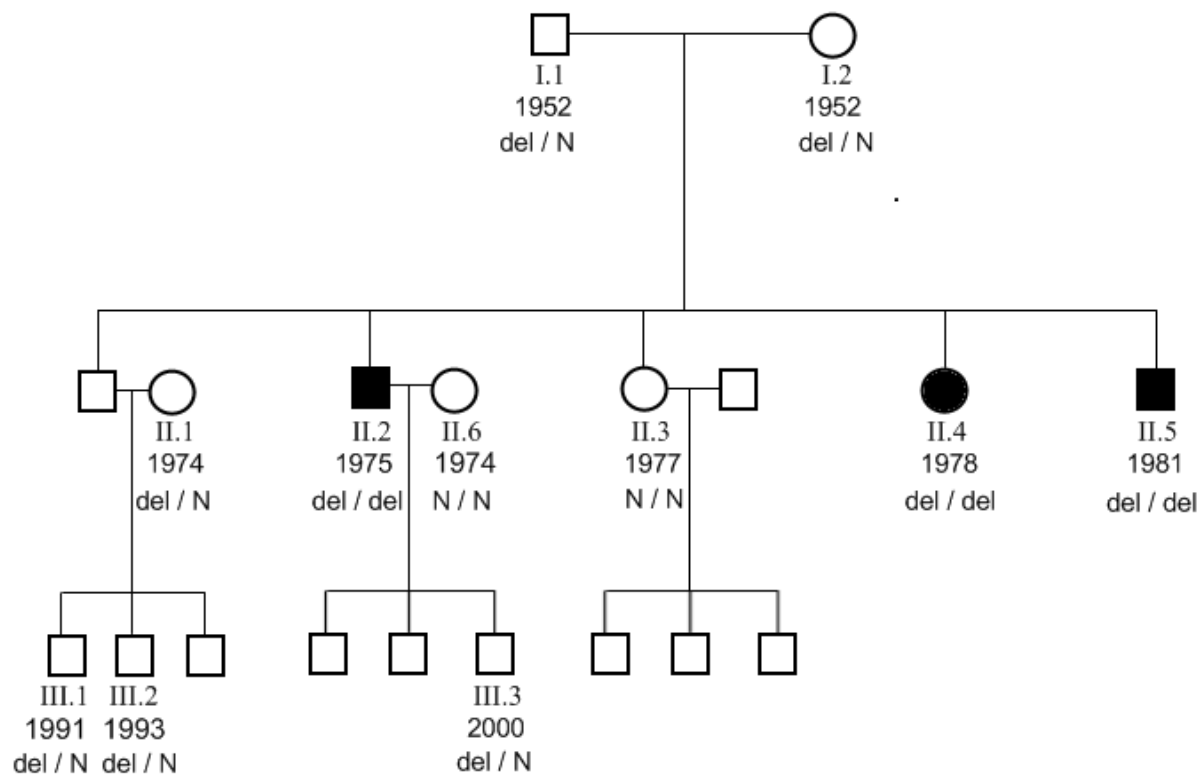 I.1 I.2
1952 1952
del / N del / N
II.1 II.2 II.6 II.3 II.4 II.5
1974 1975 1974 1977 1978 1981
del / N del / del N / N N / N del / del del / del
III.1 III.2 III.3
1991 1993 2000
del / N del / N del / N